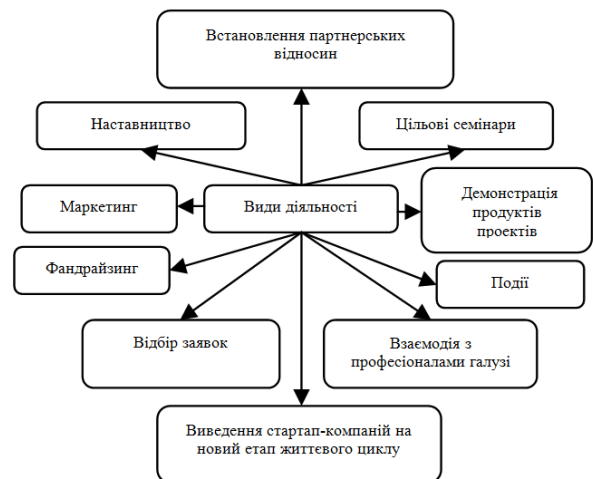 Встановлення партнерських
відносин
Наставництво
Цільові семінари
Маркетинг
Види діяльності
Демонстрація
продуктів
проектів
Фандрайзинг
Події
Відбір заявок
Взаємодія з
професіоналами галузі
Виведення стартап-компаній на
новий етап життєвого циклу